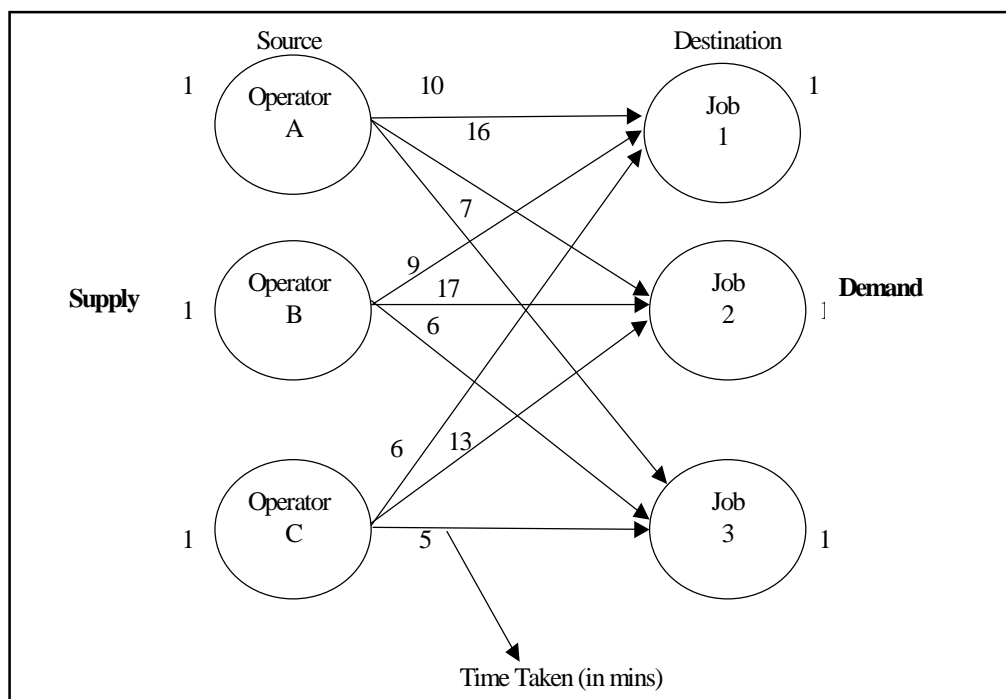 Source Destination
1 Operator A 10 Job 1 1
16
7
9
Supply 1 Operator B 17 Job 2 1 Demand
6
6 13
1 Operator C 5 Job 3 1
Time Taken (in mins)